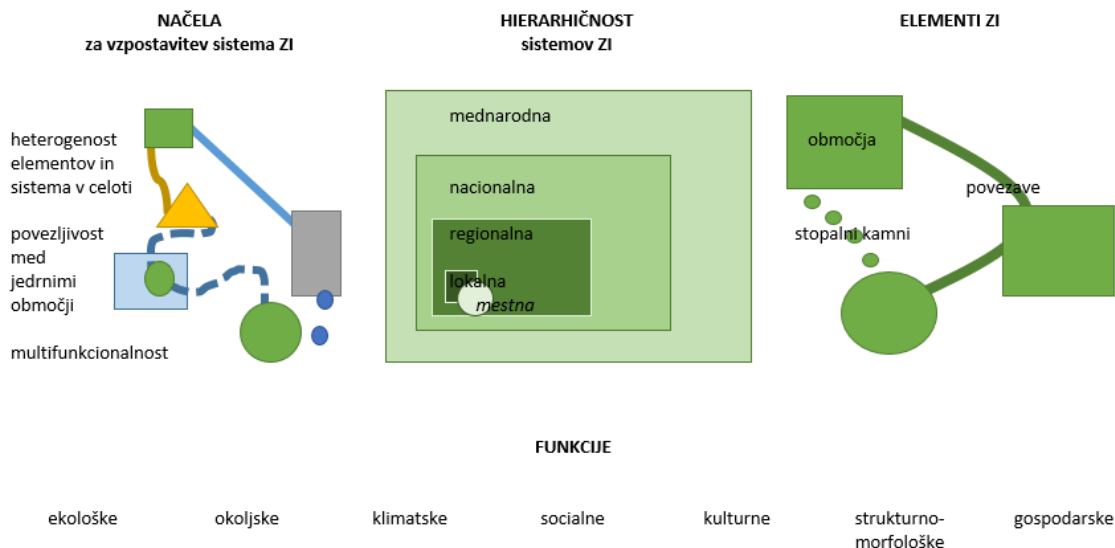 NAČELA
za vzpostavitev sistema ZI
heterogenost
elementov in
sistema v celoti
povezljivost
med
jedrnimi
območji
multifunkcionalnost
HIERARHIČNOST
sistemov ZI
mednarodna
nacionalna
regionalna
lokalna
mestna
ELEMENTI ZI
območja
povezave
stopalni kamni
FUNKCIJE
ekološke
okoljske
klimatske
socialne
kulturne
strukturno-
morfološke
gospodarske